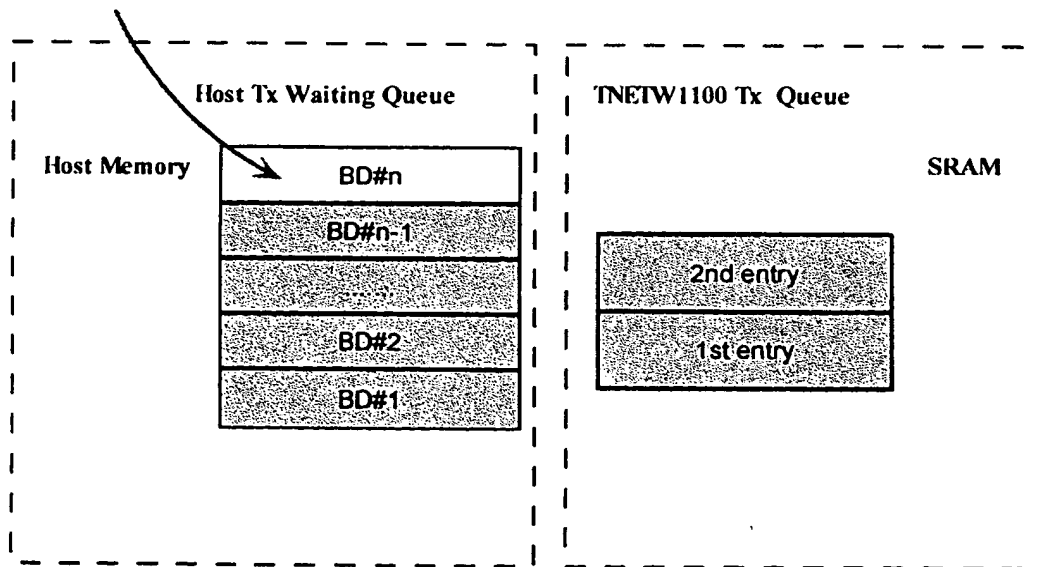 Host Tx Waiting Queue
Host Memory
BD#n
BD#n-1
.....
BD#2
BD#1
TNETW1100 Tx Queue
SRAM
2nd entry
1st entry